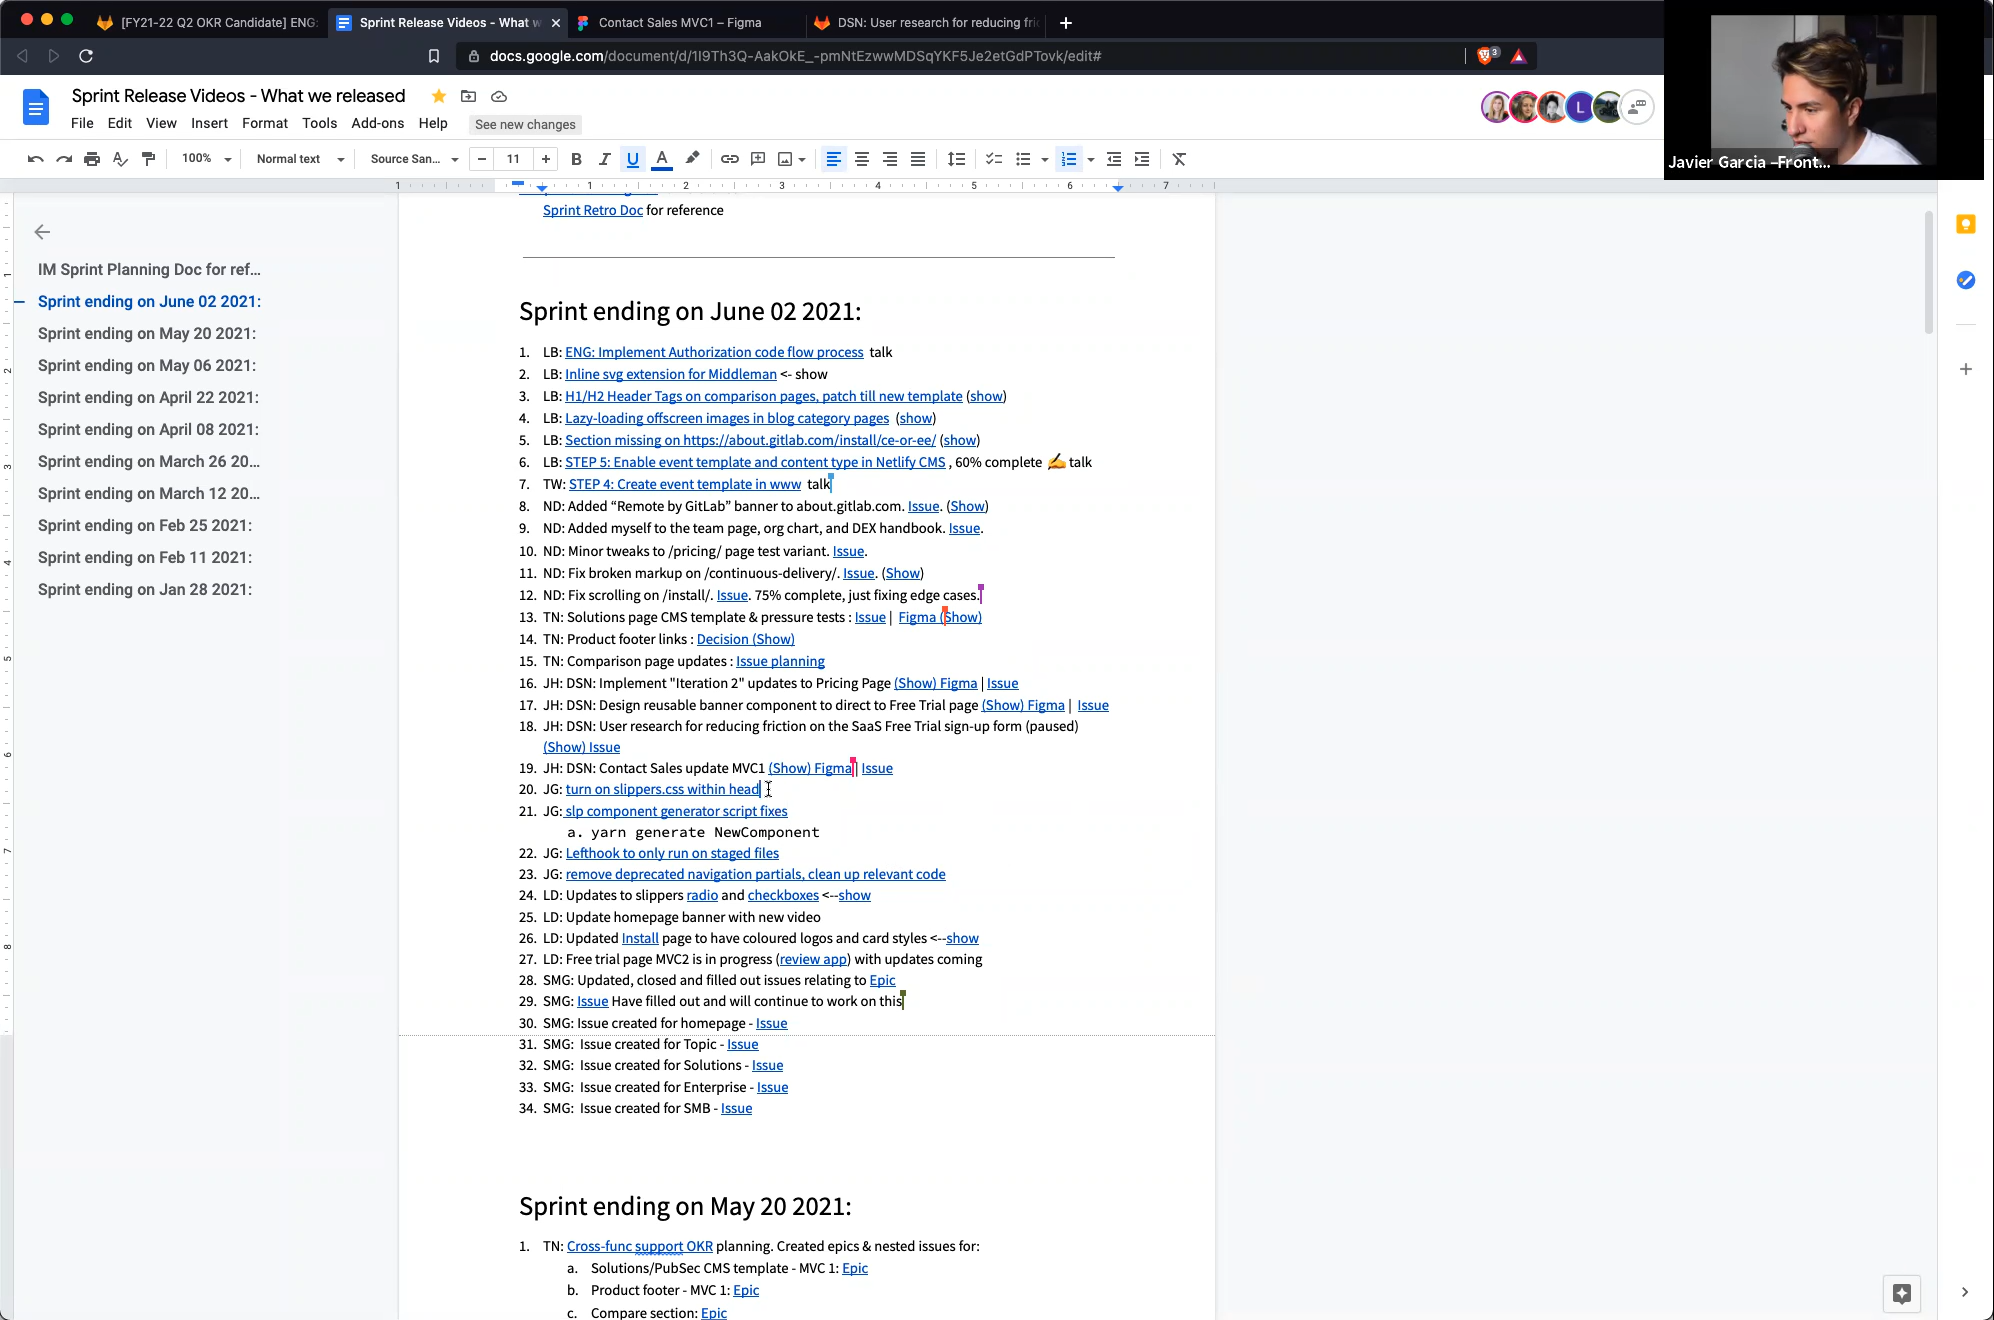 [FY21-22 Q2 OKR Candidate] ENG:
Sprint Release Videos - What w
Contact Sales MVC1 – Figma
DSN: User research for reducing fri
docs.google.com/document/d/1I9Th3Q-AakOkE_-pmNtEzwwMDSqYKF5Je2etGdPTovk/edit#
3
Javier Garcia –Front...
Sprint Release Videos - What we released
File Edit View Insert Format Tools Add-ons Help See new changes
L
100% Normal text Source San... 11 B I U A
1 1 2 3 4 5 6 7
IM Sprint Planning Doc for ref...
Sprint ending on June 02 2021:
Sprint ending on May 20 2021:
Sprint ending on May 06 2021:
Sprint ending on April 22 2021:
Sprint ending on April 08 2021:
Sprint ending on March 26 20...
Sprint ending on March 12 20...
Sprint ending on Feb 25 2021:
Sprint ending on Feb 11 2021:
Sprint ending on Jan 28 2021:
Sprint Retro Doc for reference
Sprint ending on June 02 2021:
1. LB: ENG: Implement Authorization code flow process talk
2. LB: Inline svg extension for Middleman <- show
3. LB: H1/H2 Header Tags on comparison pages, patch till new template (show)
4. LB: Lazy-loading offscreen images in blog category pages (show)
5. LB: Section missing on https://about.gitlab.com/install/ce-or-ee/ (show)
6. LB: STEP 5: Enable event template and content type in Netlify CMS , 60% complete ✍️ talk
7. TW: STEP 4: Create event template in www talk
8. ND: Added “Remote by GitLab” banner to about.gitlab.com. Issue. (Show)
9. ND: Added myself to the team page, org chart, and DEX handbook. Issue.
10. ND: Minor tweaks to /pricing/ page test variant. Issue.
11. ND: Fix broken markup on /continuous-delivery/. Issue. (Show)
12. ND: Fix scrolling on /install/. Issue. 75% complete, just fixing edge cases.
13. TN: Solutions page CMS template & pressure tests : Issue | Figma (Show)
14. TN: Product footer links : Decision (Show)
15. TN: Comparison page updates : Issue planning
16. JH: DSN: Implement "Iteration 2" updates to Pricing Page (Show) Figma | Issue
17. JH: DSN: Design reusable banner component to direct to Free Trial page (Show) Figma | Issue
18. JH: DSN: User research for reducing friction on the SaaS Free Trial sign-up form (paused)
(Show) Issue
19. JH: DSN: Contact Sales update MVC1 (Show) Figma | Issue
20. JG: turn on slippers.css within head
21. JG: slp component generator script fixes
a. yarn generate NewComponent
22. JG: Lefthook to only run on staged files
23. JG: remove deprecated navigation partials, clean up relevant code
24. LD: Updates to slippers radio and checkboxes <--show
25. LD: Update homepage banner with new video
26. LD: Updated Install page to have coloured logos and card styles <--show
27. LD: Free trial page MVC2 is in progress (review app) with updates coming
28. SMG: Updated, closed and filled out issues relating to Epic
29. SMG: Issue Have filled out and will continue to work on this
30. SMG: Issue created for homepage - Issue
31. SMG: Issue created for Topic - Issue
32. SMG: Issue created for Solutions - Issue
33. SMG: Issue created for Enterprise - Issue
34. SMG: Issue created for SMB - Issue
Sprint ending on May 20 2021:
1. TN: Cross-func support OKR planning. Created epics & nested issues for:
a. Solutions/PubSec CMS template - MVC 1: Epic
b. Product footer - MVC 1: Epic
c. Compare section: Epic